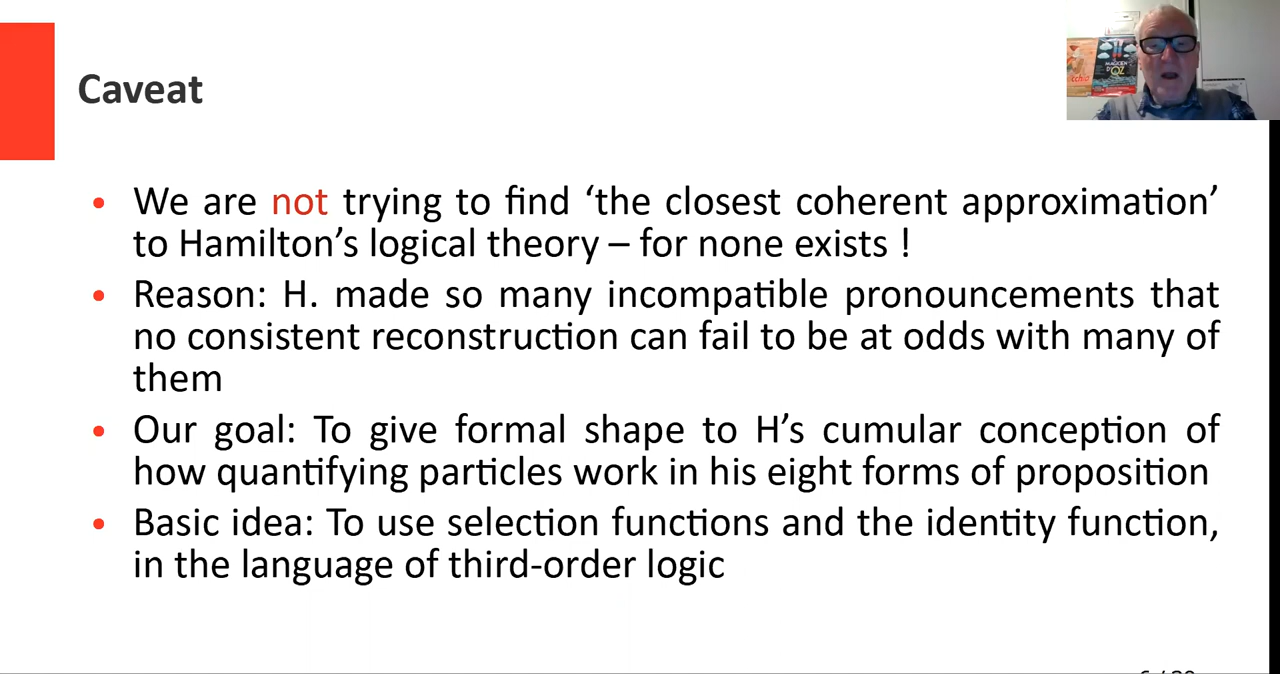 Caveat
MAGICIEN
D'OZ
• We are not trying to find ‘the closest coherent approximation’
to Hamilton’s logical theory – for none exists !
• Reason: H. made so many incompatible pronouncements that
no consistent reconstruction can fail to be at odds with many of
them
• Our goal: To give formal shape to H’s cumular conception of
how quantifying particles work in his eight forms of proposition
• Basic idea: To use selection functions and the identity function,
in the language of third-order logic